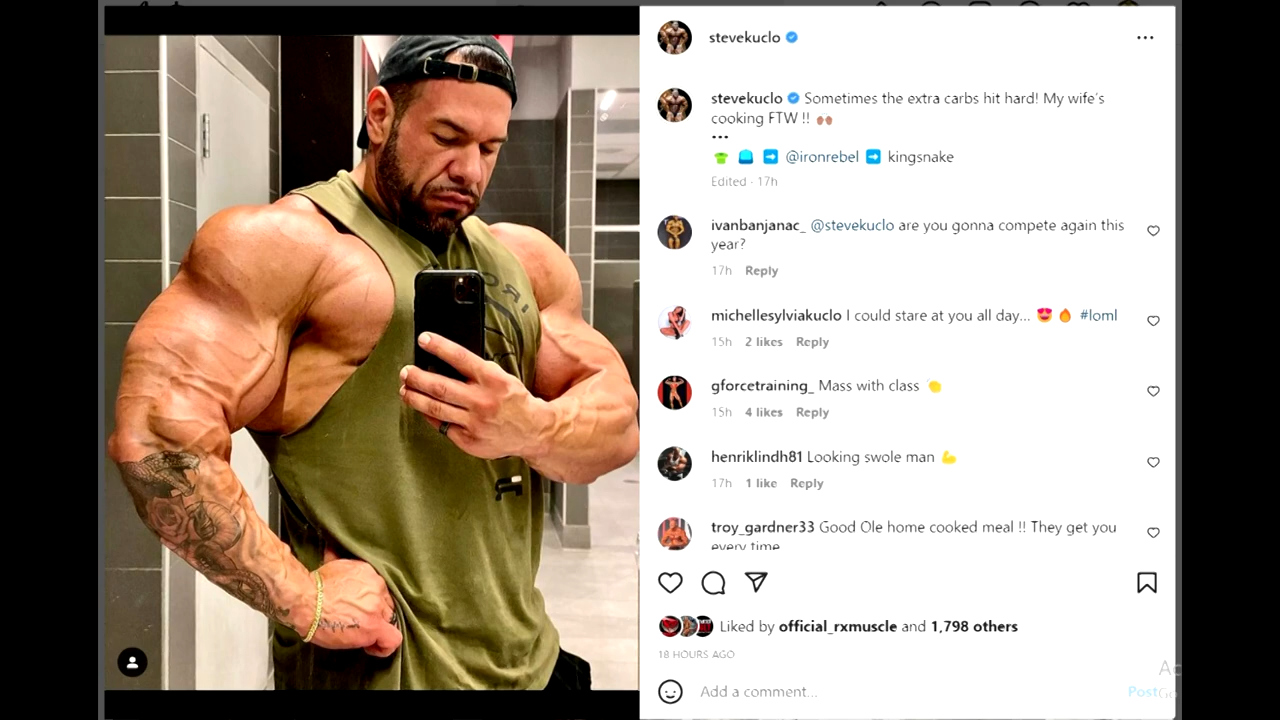 stevekuclo
stevekuclo Sometimes the extra carbs hit hard! My wife's
cooking FTW !! 🙌🏽
•••
@ironrebel ➡️ kingsnake
Edited · 17h
ivanbanjanac_ @stevekuclo are you gonna compete again this
year?
17h Reply
michellesylviakuclo I could stare at you all day... 😍 🔥 #loml
15h 2 likes Reply
gforcetraining_ Mass with class 👏
15h 4 likes Reply
henriklindh81 Looking swole man 💪
17h 1 like Reply
troy_gardner33 Good Ole home cooked meal !! They get you
every time
Liked by official_rxmuscle and 1,798 others
18 HOURS AGO
Add a comment...
Post